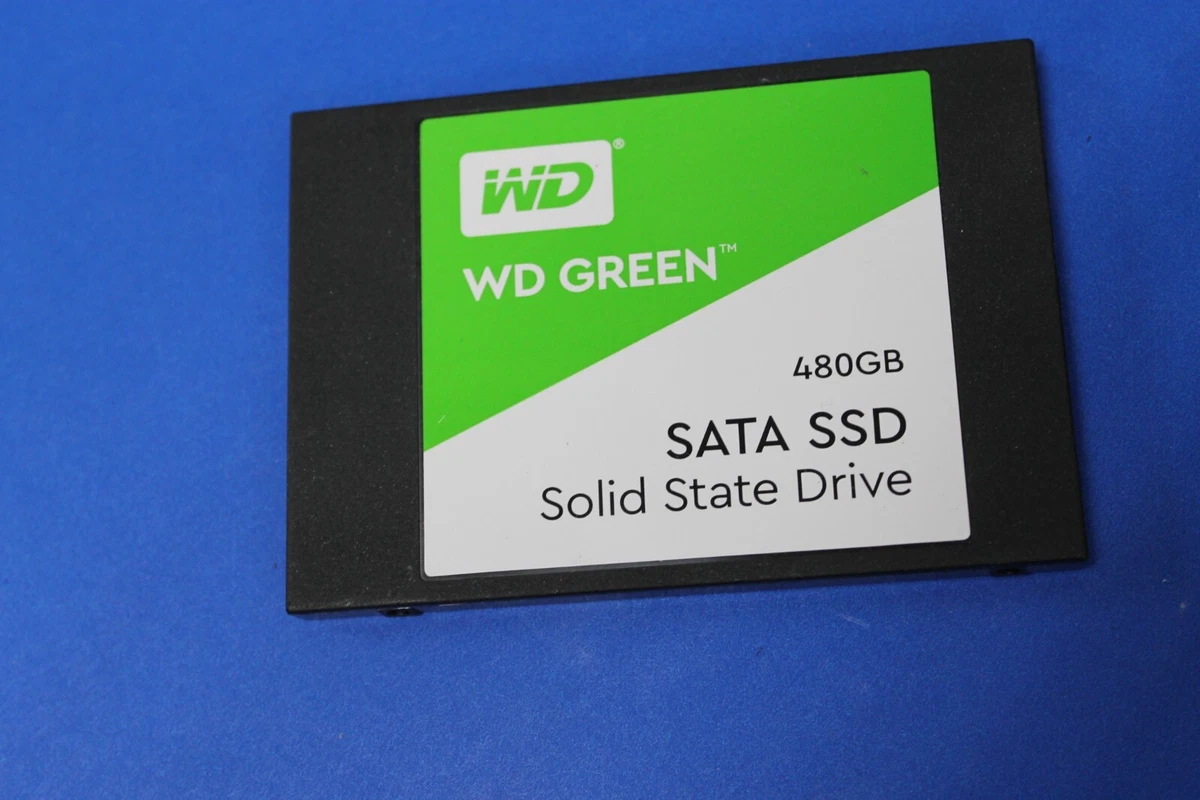 WD®
WD GREEN™
480GB
SATA SSD
Solid State Drive